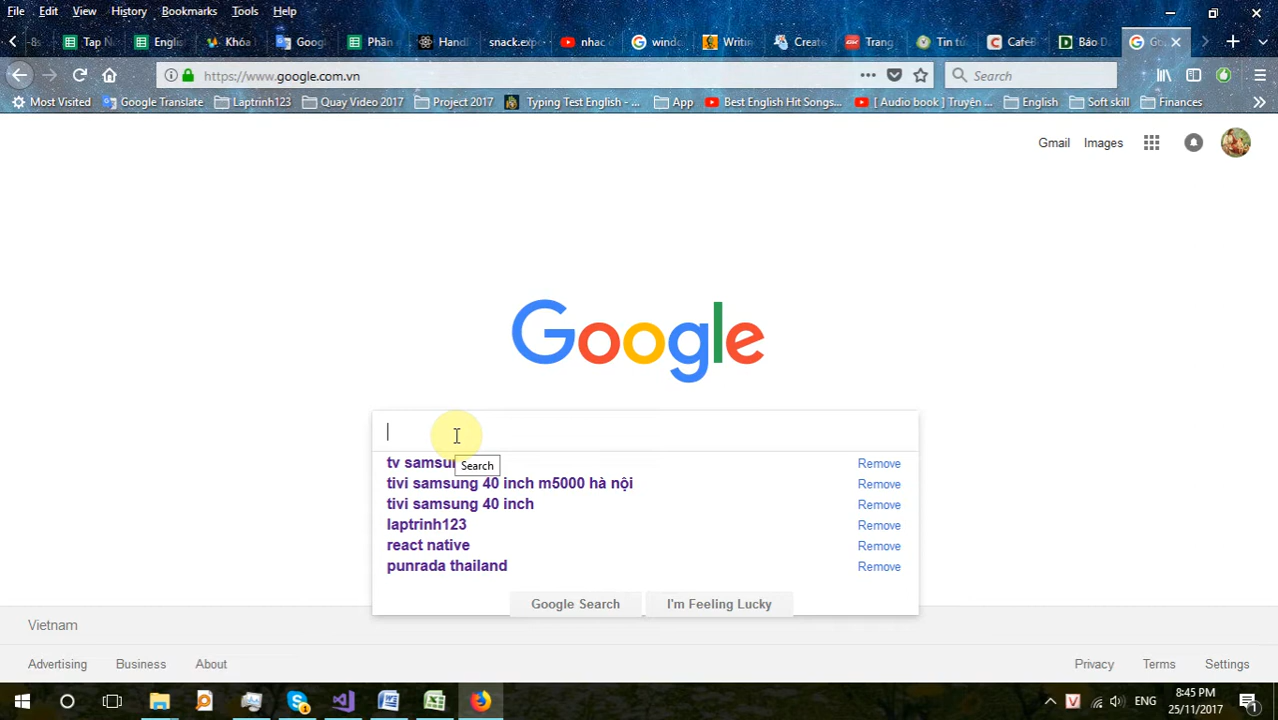 File Edit View History Bookmarks Tools Help
-8s Tap N Englis Khóa Goog Phần Handl snack.exp nhac c windo Writin Create Trang Tin tứ CafeB Báo D Go
https://www.google.com.vn Search
Most Visited Google Translate Laptrinh123 Quay Video 2017 Project 2017 Typing Test English - ... App Best English Hit Songs... [ Audio book ] Truyện ... English Soft skill Finances
Gmail Images
Google
tv samsun
Search
Remove
tivi samsung 40 inch m5000 hà nội Remove
tivi samsung 40 inch Remove
laptrinh123 Remove
react native Remove
punrada thailand Remove
Google Search I'm Feeling Lucky
Vietnam
Advertising Business About Privacy Terms Settings
ENG 8:45 PM
25/11/2017